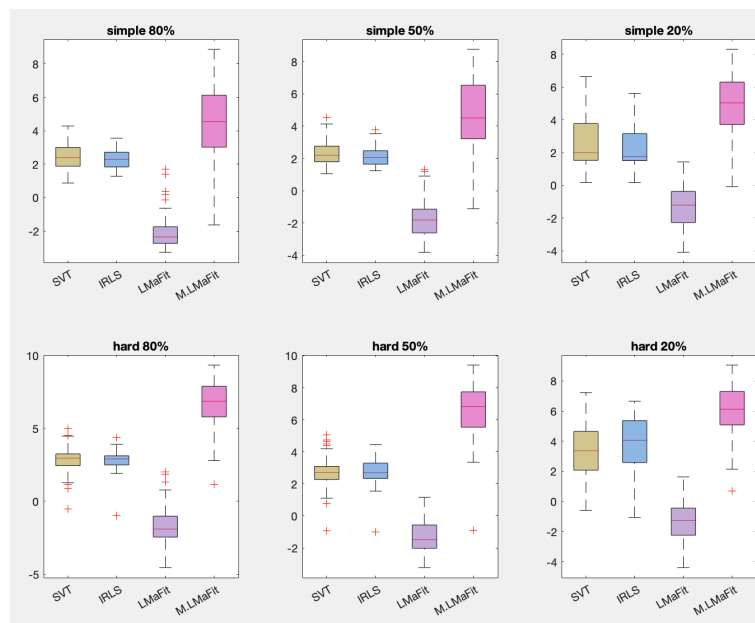 simple 80%
8
6
4
2
0
-2
SVT
IRLS
LMaFit
M.LMaFit
simple 50%
8
6
4
2
0
-2
-4
SVT
IRLS
LMaFit
M.LMaFit
simple 20%
8
6
4
2
0
-2
-4
SVT
IRLS
LMaFit
M.LMaFit
hard 80%
10
5
0
-5
SVT
IRLS
LMaFit
M.LMaFit
hard 50%
10
8
6
4
2
0
-2
SVT
IRLS
LMaFit
M.LMaFit
hard 20%
8
6
4
2
0
-2
-4
SVT
IRLS
LMaFit
M.LMaFit